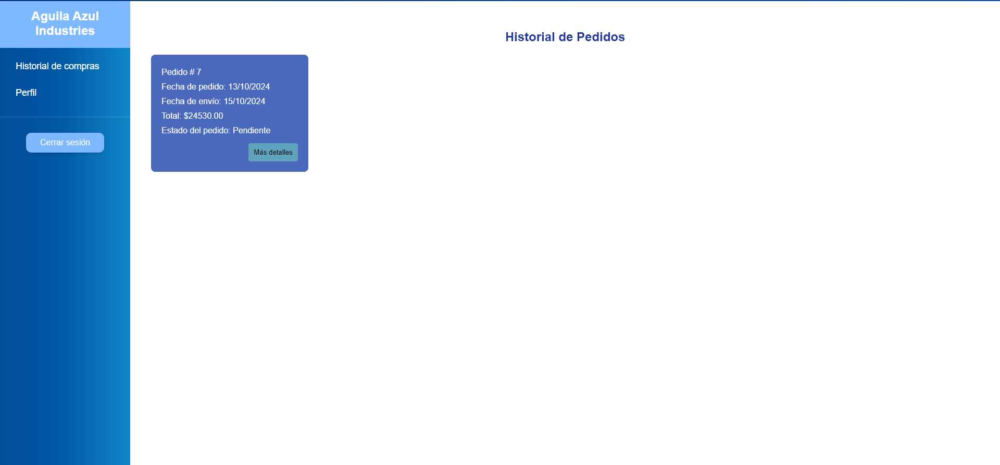 Aguila Azul
Industries
Historial de compras
Perfil
Cerrar sesión
Historial de Pedidos
Pedido # 7
Fecha de pedido: 13/10/2024
Fecha de envío: 15/10/2024
Total: $24530.00
Estado del pedido: Pendiente
Más detalles